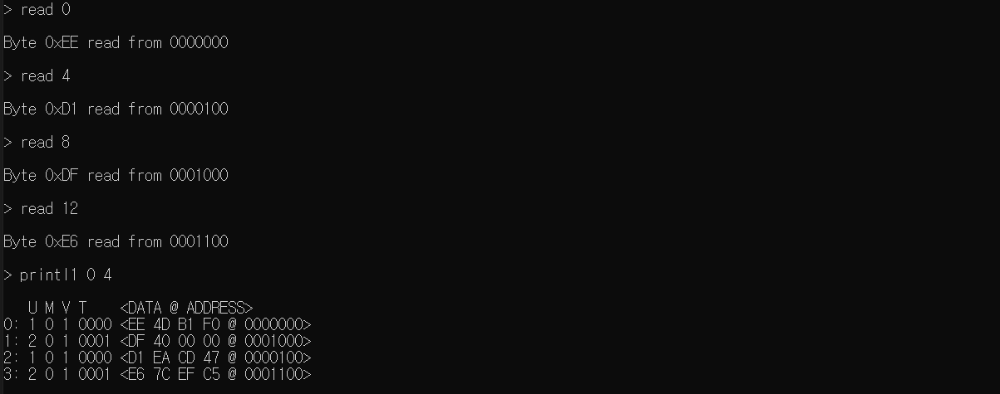 > read 0
Byte 0xEE read from 0000000
> read 4
Byte 0xD1 read from 0000100
> read 8
Byte 0xDF read from 0001000
> read 12
Byte 0xE6 read from 0001100
> printl1 0 4
U M V T <DATA @ ADDRESS>
0: 1 0 1 0000 <EE 4D B1 F0 @ 0000000>
1: 2 0 1 0001 <DF 40 00 00 @ 0001000>
2: 1 0 1 0000 <D1 EA CD 47 @ 0000100>
3: 2 0 1 0001 <E6 7C EF C5 @ 0001100>